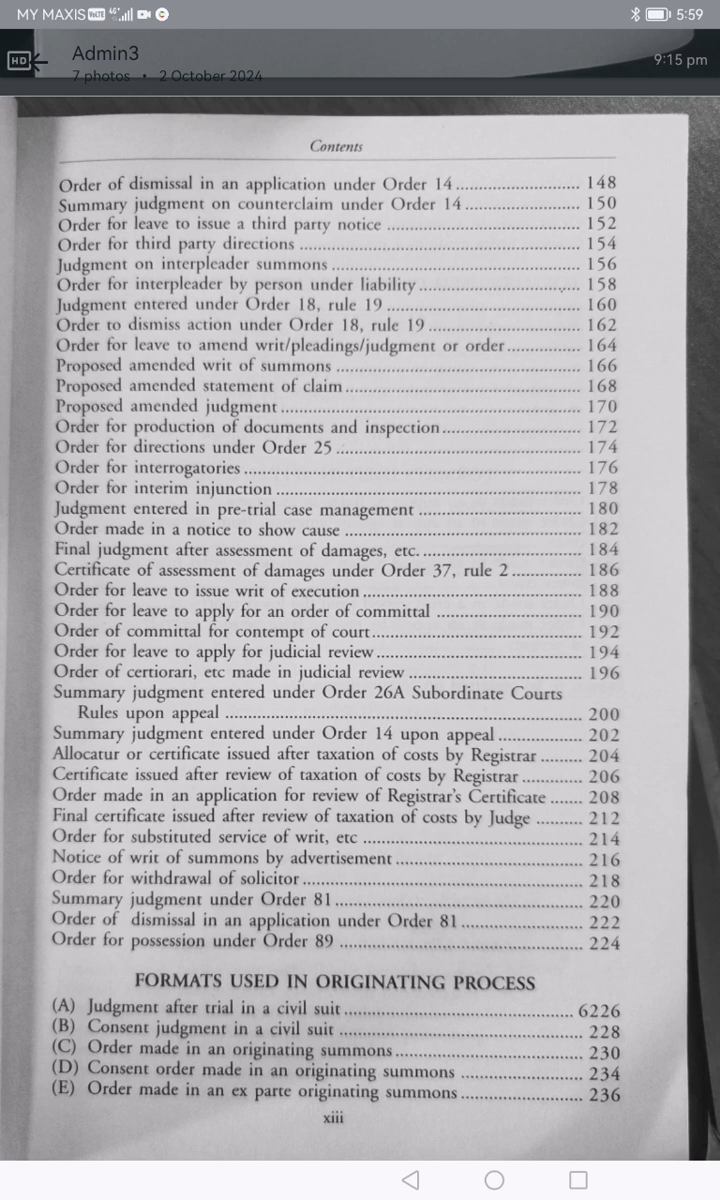 MY MAXIS VoLTE 4G 5:59
HD Admin3 9:15 pm
7 photos • 2 October 2024
Contents
Order of dismissal in an application under Order 14 ............................ 148
Summary judgment on counterclaim under Order 14 .......................... 150
Order for leave to issue a third party notice ............................................ 152
Order for third party directions ................................................................ 154
Judgment on interpleader summons ......................................................... 156
Order for interpleader by person under liability ..................................... 158
Judgment entered under Order 18, rule 19 ............................................ 160
Order to dismiss action under Order 18, rule 19 ................................... 162
Order for leave to amend writ/pleadings/judgment or order ................. 164
Proposed amended writ of summons ........................................................ 166
Proposed amended statement of claim ...................................................... 168
Proposed amended judgment ..................................................................... 170
Order for production of documents and inspection ................................ 172
Order for directions under Order 25 ........................................................ 174
Order for interrogatories ............................................................................. 176
Order for interim injunction ...................................................................... 178
Judgment entered in pre-trial case management ..................................... 180
Order made in a notice to show cause ..................................................... 182
Final judgment after assessment of damages, etc. .................................... 184
Certificate of assessment of damages under Order 37, rule 2 ................ 186
Order for leave to issue writ of execution ................................................ 188
Order for leave to apply for an order of committal ................................ 190
Order of committal for contempt of court ............................................... 192
Order for leave to apply for judicial review .............................................. 194
Order of certiorari, etc made in judicial review ....................................... 196
Summary judgment entered under Order 26A Subordinate Courts
Rules upon appeal ................................................................................. 200
Summary judgment entered under Order 14 upon appeal .................... 202
Allocatur or certificate issued after taxation of costs by Registrar ......... 204
Certificate issued after review of taxation of costs by Registrar ............. 206
Order made in an application for review of Registrar's Certificate ....... 208
Final certificate issued after review of taxation of costs by Judge .......... 212
Order for substituted service of writ, etc .................................................. 214
Notice of writ of summons by advertisement .......................................... 216
Order for withdrawal of solicitor ............................................................... 218
Summary judgment under Order 81 ......................................................... 220
Order of dismissal in an application under Order 81 ............................ 222
Order for possession under Order 89 ....................................................... 224
FORMATS USED IN ORIGINATING PROCESS
(A) Judgment after trial in a civil suit .................................................... 6226
(B) Consent judgment in a civil suit ....................................................... 228
(C) Order made in an originating summons .......................................... 230
(D) Consent order made in an originating summons ............................ 234
(E) Order made in an ex parte originating summons ............................ 236
xiii